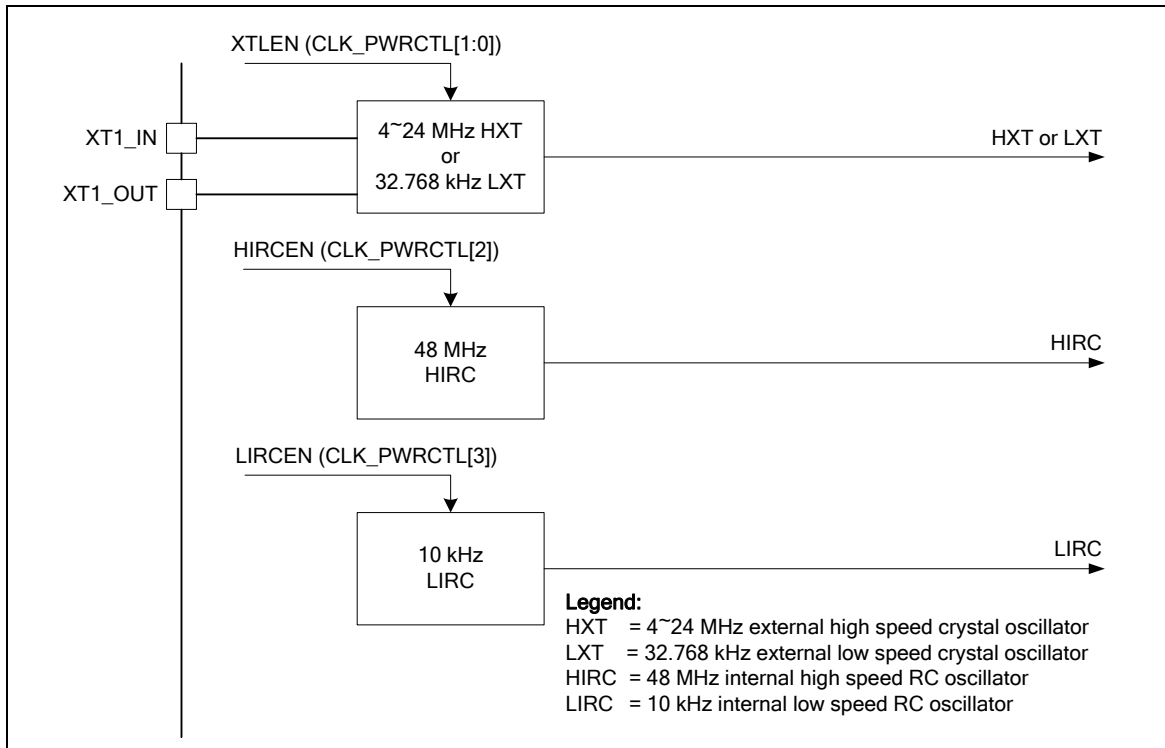 XTLEN (CLK_PWRCTL[1:0])
XT1_IN
XT1_OUT
4~24 MHz HXT
or
32.768 kHz LXT
HXT or LXT
HIRCEN (CLK_PWRCTL[2])
48 MHz
HIRC
HIRC
LIRCEN (CLK_PWRCTL[3])
10 kHz
LIRC
LIRC
Legend:
HXT = 4~24 MHz external high speed crystal oscillator
LXT = 32.768 kHz external low speed crystal oscillator
HIRC = 48 MHz internal high speed RC oscillator
LIRC = 10 kHz internal low speed RC oscillator